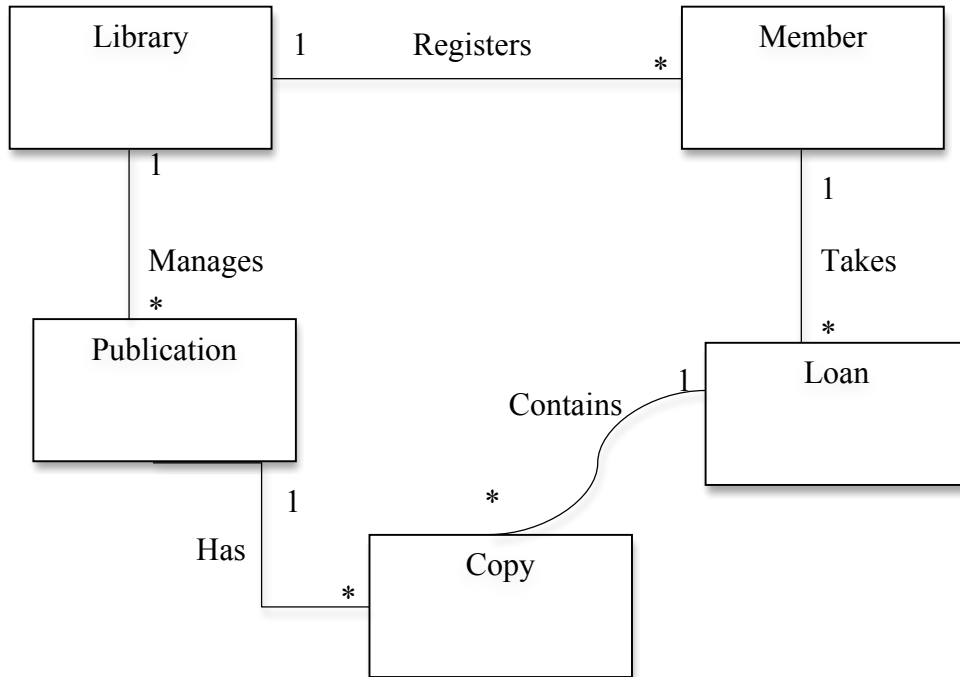 Library
1
Registers
*
Member
1
Manages
*
1
Takes
*
Publication
Loan
1
Contains
*
1
Has
*
Copy